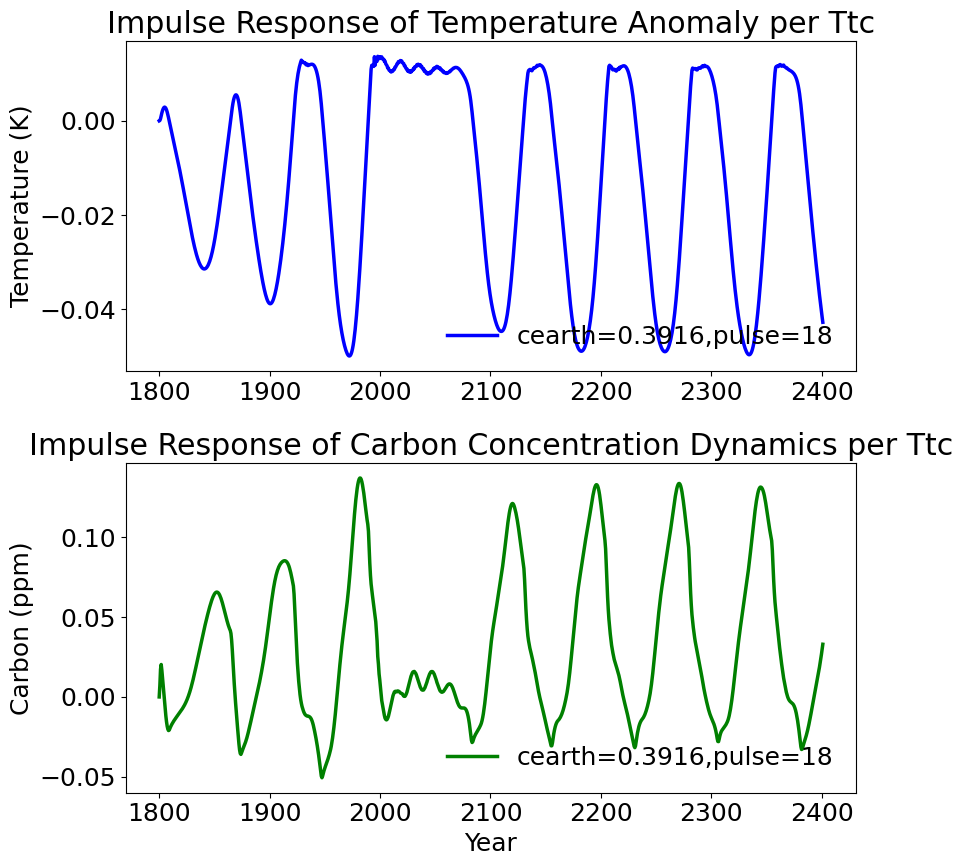 Impulse Response of Temperature Anomaly per Ttc
Temperature (K)
0.00
−0.02
−0.04
cearth=0.3916,pulse=18
1800 1900 2000 2100 2200 2300 2400
Impulse Response of Carbon Concentration Dynamics per Ttc
Carbon (ppm)
0.10
0.05
0.00
−0.05
cearth=0.3916,pulse=18
1800 1900 2000 2100 2200 2300 2400
Year